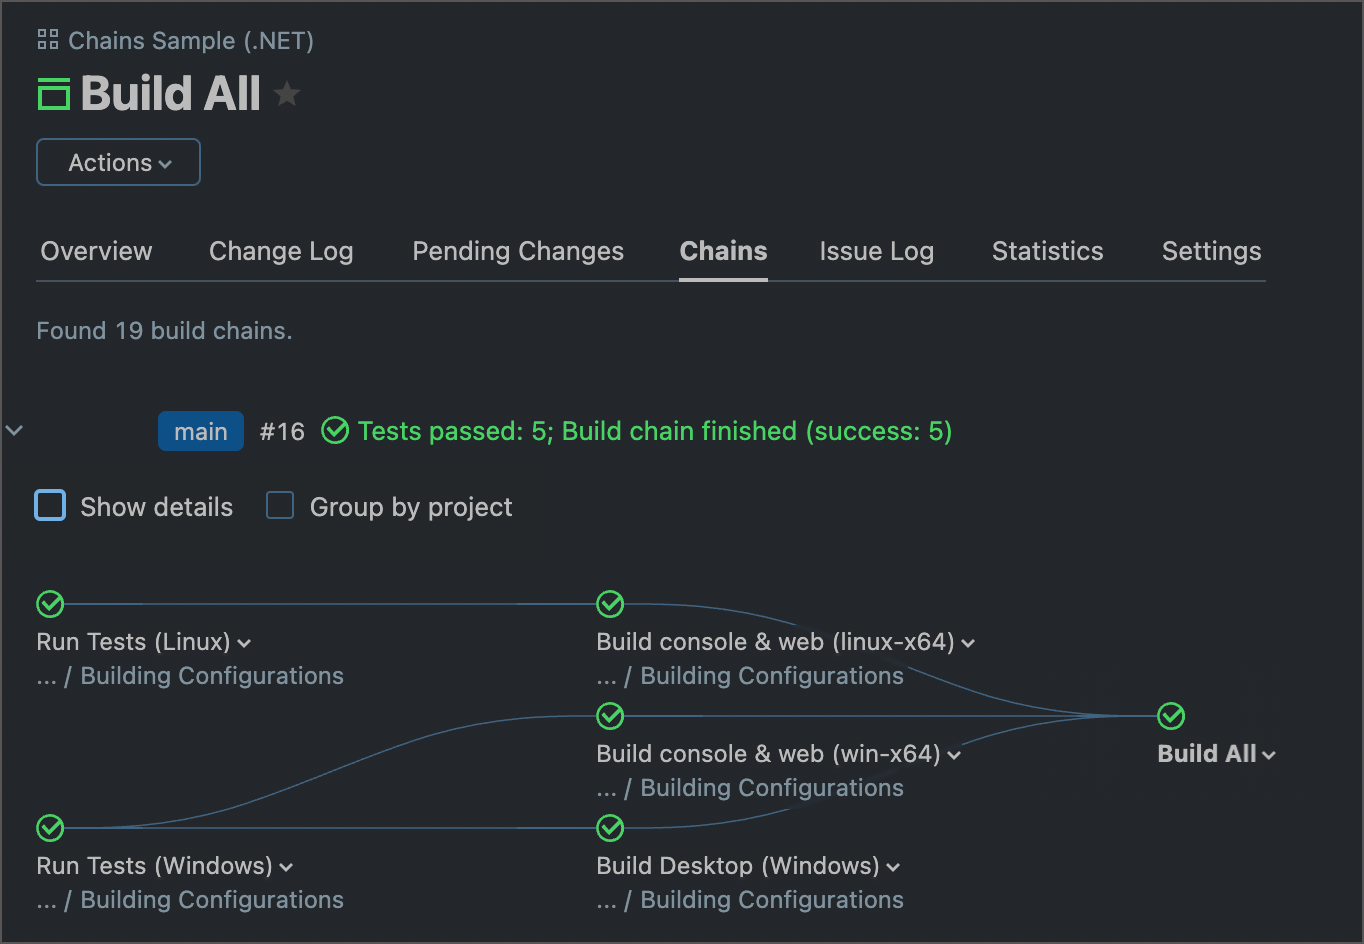 Chains Sample (.NET)
Build All
Actions
Overview Change Log Pending Changes Chains Issue Log Statistics Settings
Found 19 build chains.
main #16 Tests passed: 5; Build chain finished (success: 5)
Show details Group by project
Run Tests (Linux)
... / Building Configurations
Build console & web (linux-x64)
... / Building Configurations
Build console & web (win-x64)
... / Building Configurations
Build All
Run Tests (Windows)
... / Building Configurations
Build Desktop (Windows)
... / Building Configurations